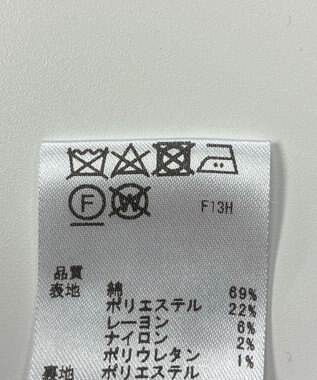 F W F13H
品質
表地 綿 69%
ポリエステル 22%
レーヨン 6%
ナイロン 2%
ポリウレタン 1%
裏地 ポリエステル